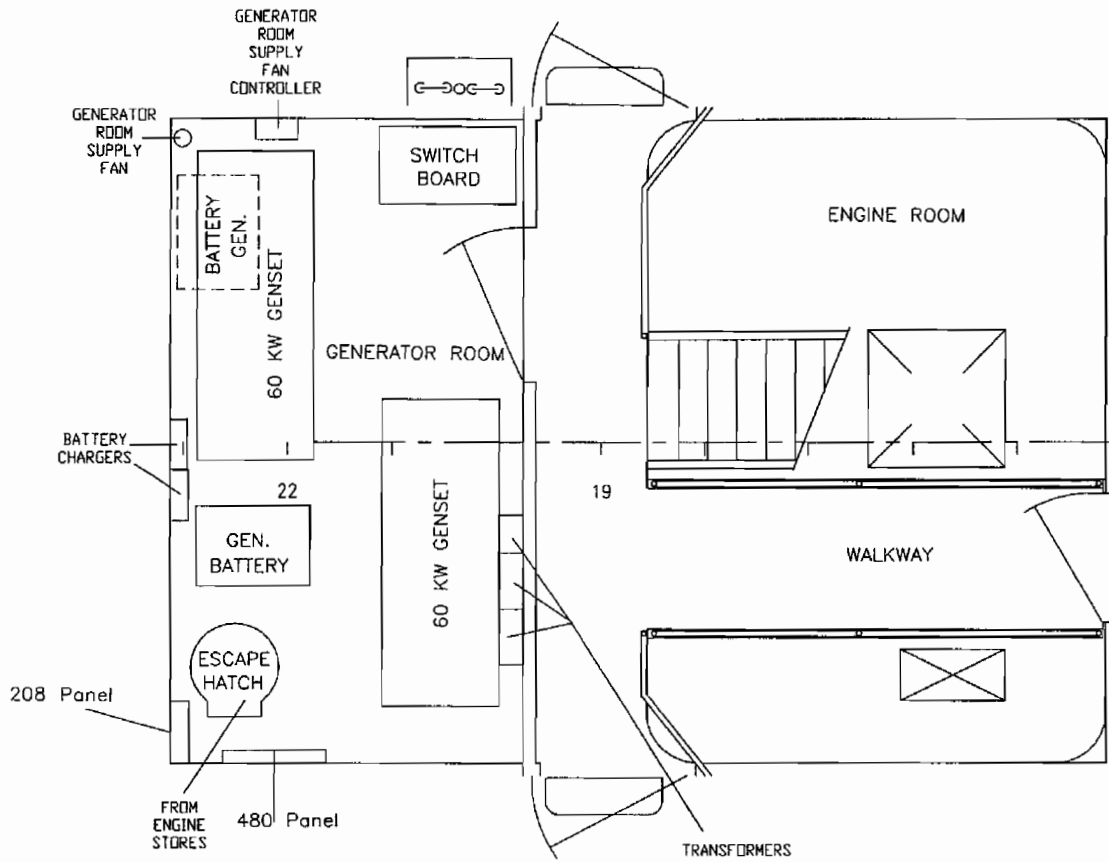 GENERATOR
ROOM
SUPPLY
FAN
CONTROLLER
GENERATOR
ROOM
SUPPLY
FAN
SWITCH
BOARD
BATTERY
GEN.
60 KW GENSET
ENGINE ROOM
GENERATOR ROOM
BATTERY
CHARGERS
22
19
GEN.
BATTERY
60 KW GENSET
WALKWAY
ESCAPE
HATCH
208 Panel
FROM
ENGINE
STORES
480 Panel
TRANSFORMERS